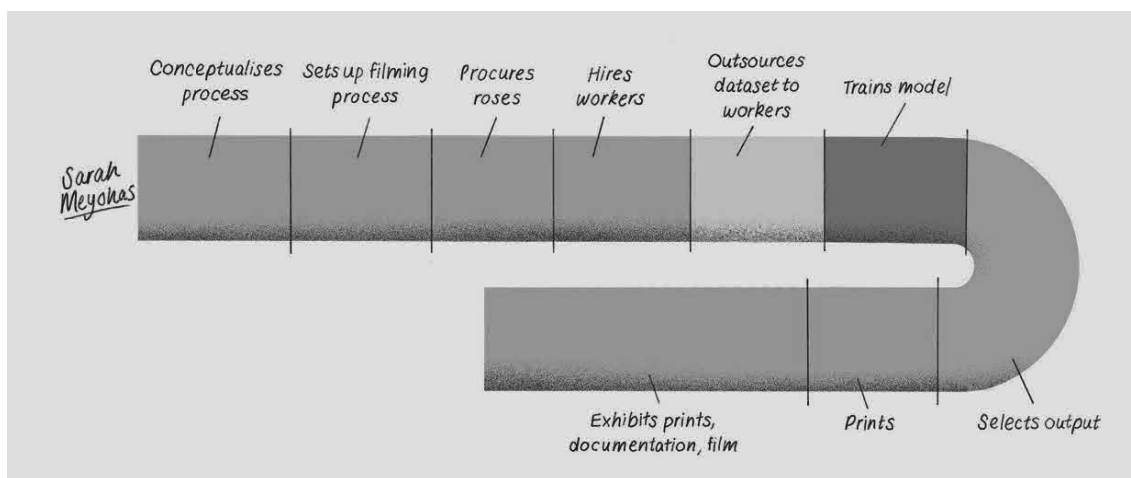 Conceptualises
process
Sets up filming
process
Procures
roses
Hires
workers
Outsources
dataset to
workers
Trains model
Sarah
Meyohas
Exhibits prints,
documentation, film
Prints
Selects output